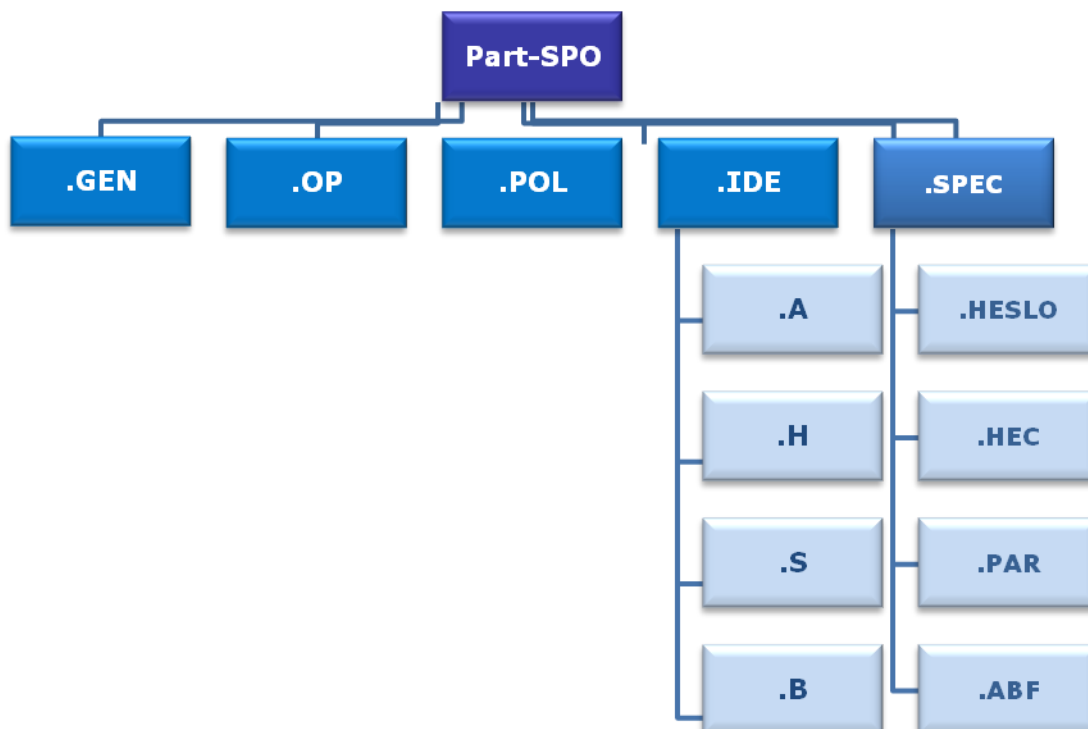 Part-SPO
.GEN
.OP
.POL
.IDE
.SPEC
.A
.HESLO
.H
.HEC
.S
.PAR
.B
.ABF